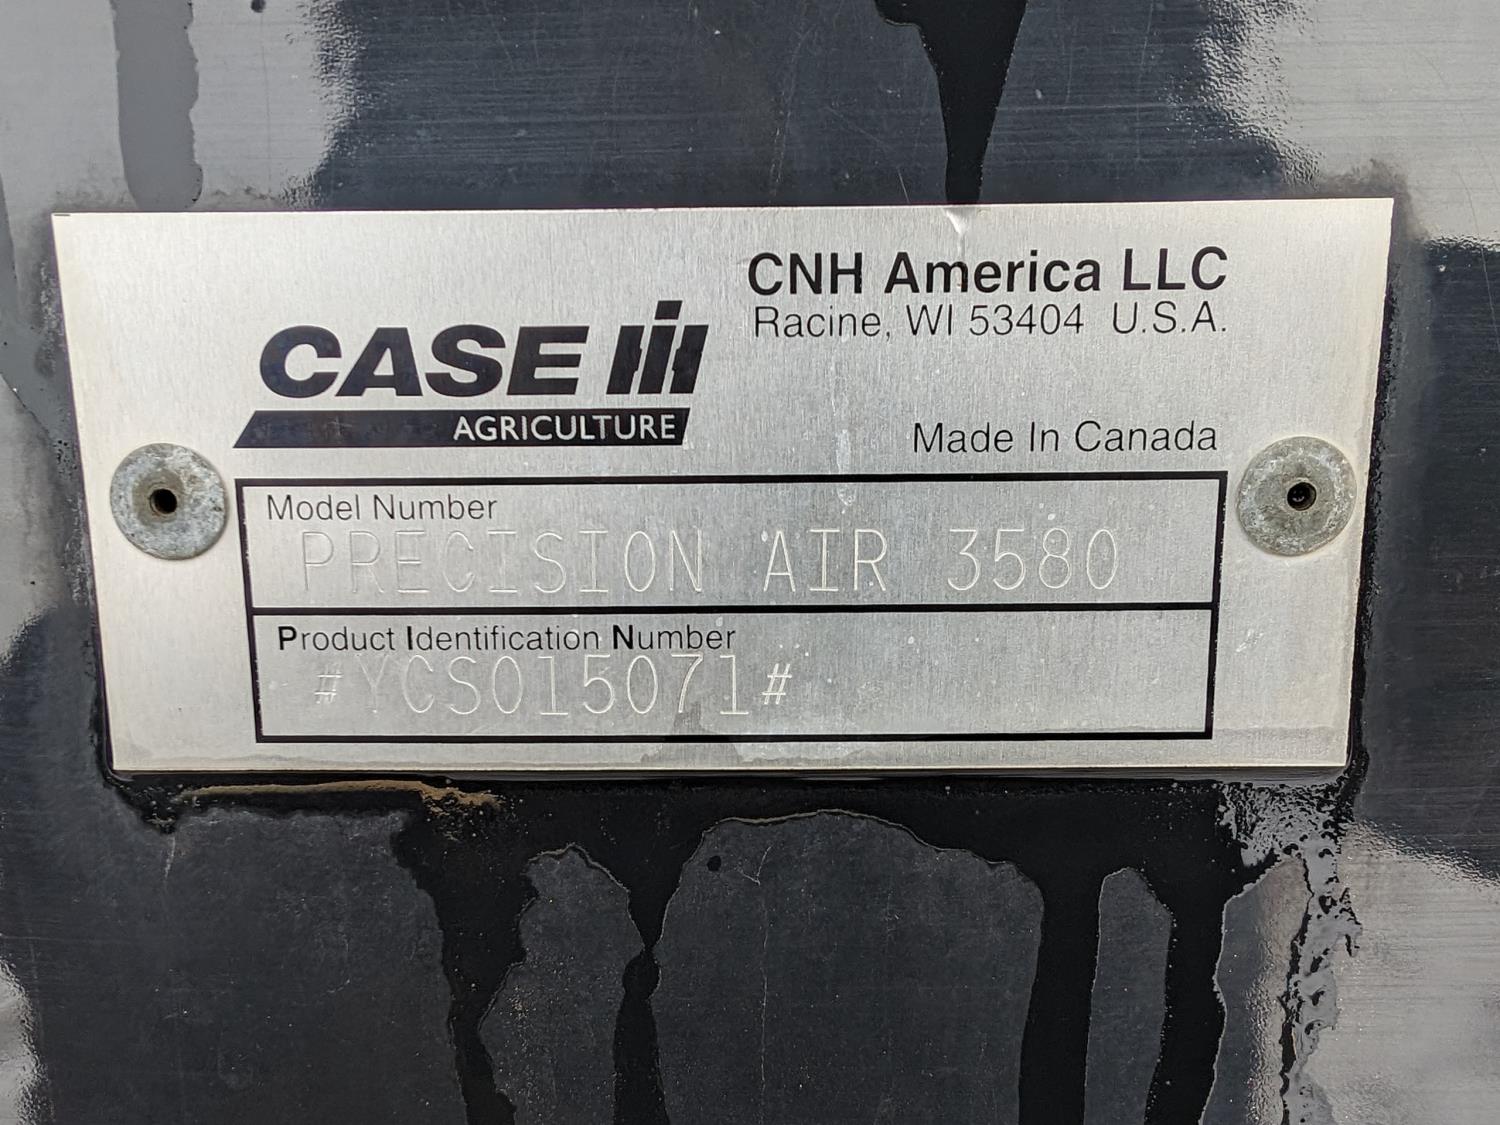 CNH America LLC
Racine, WI 53404 U.S.A.
CASE IH
AGRICULTURE
Made In Canada
Model Number
PRECISION AIR 3580
Product Identification Number
#YCS015071#